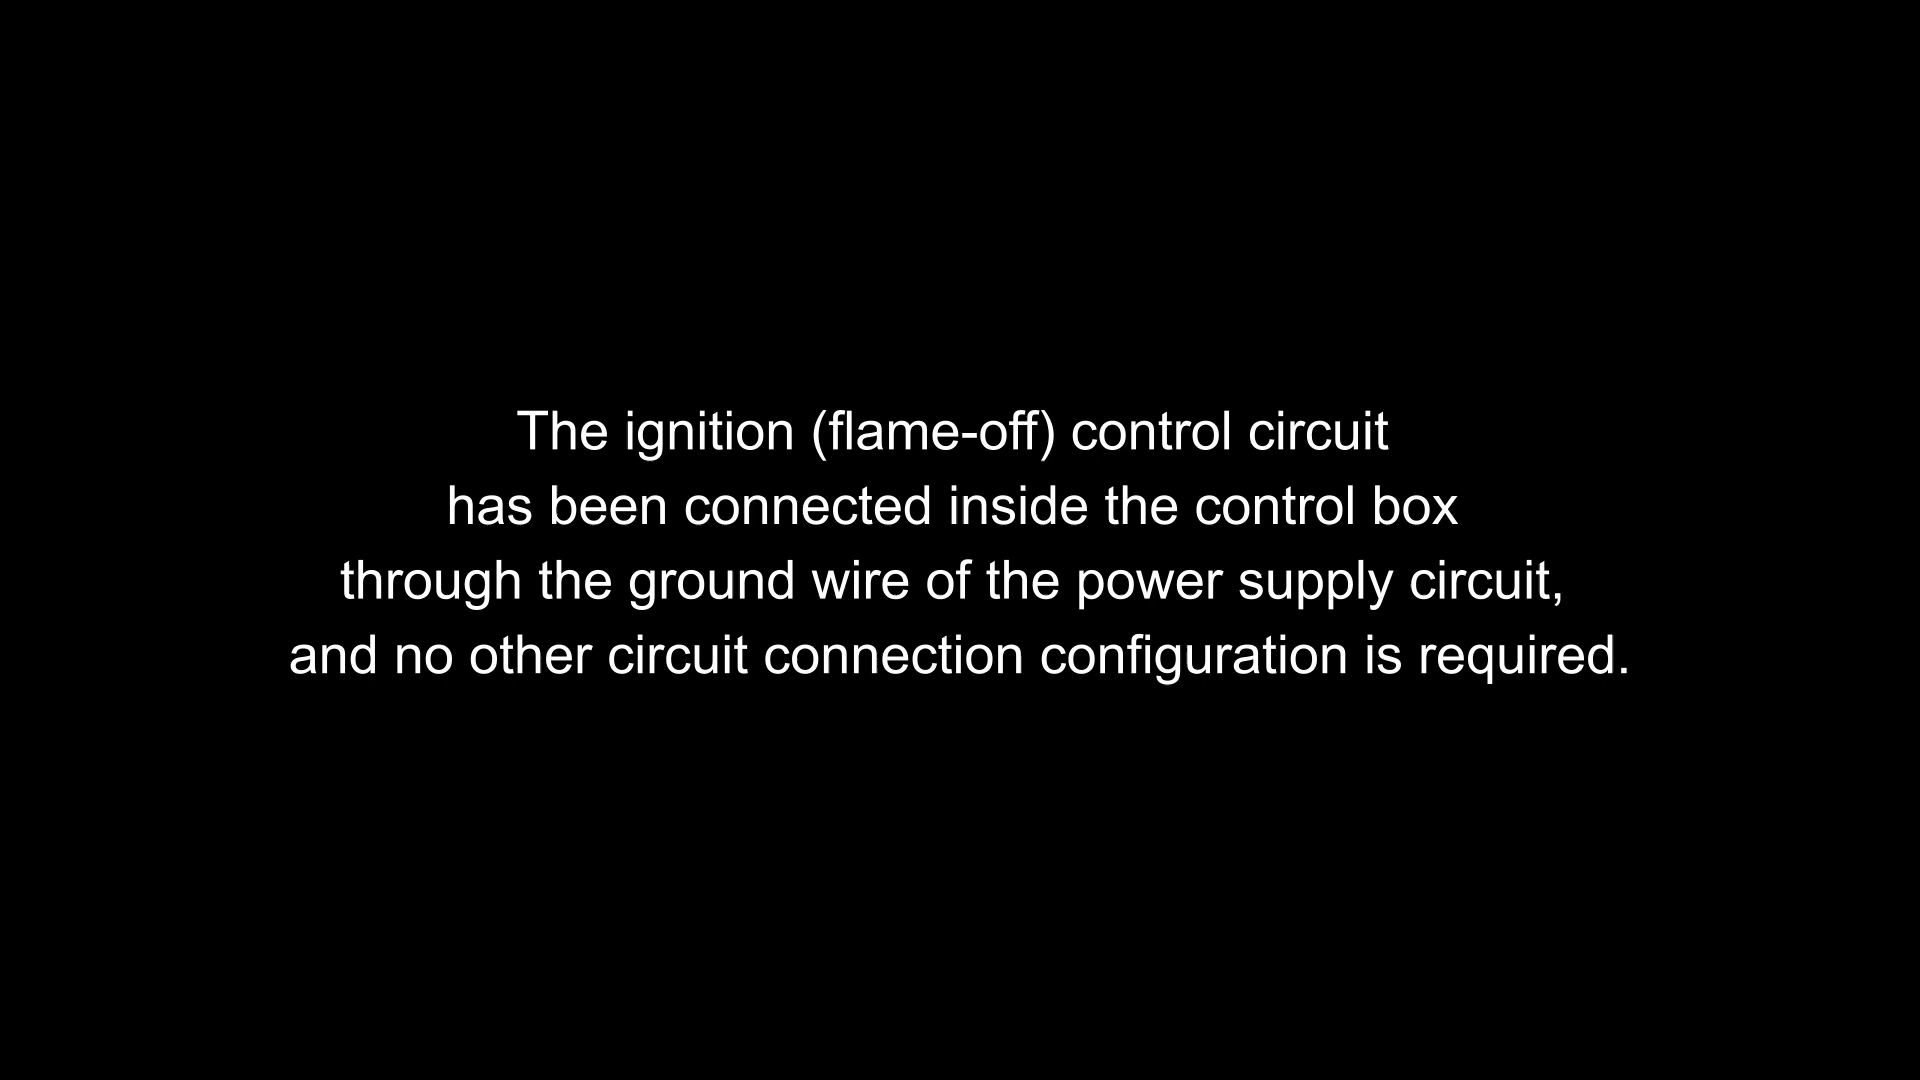 The ignition (flame-off) control circuit
has been connected inside the control box
through the ground wire of the power supply circuit,
and no other circuit connection configuration is required.